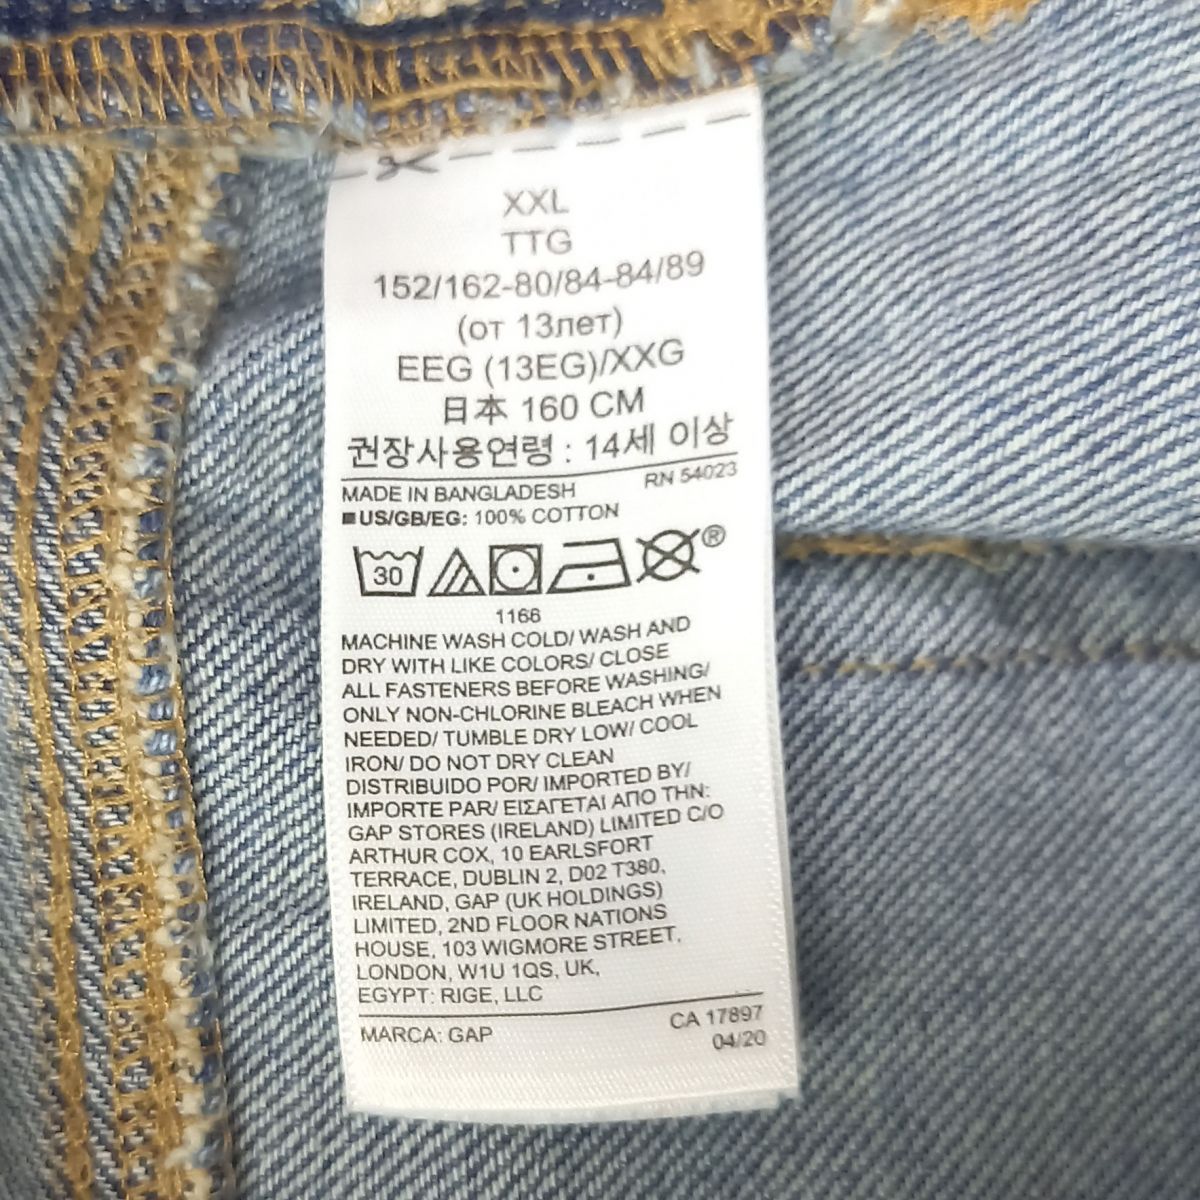 XXL
TTG
152/162-80/84-84/89
(от 13лет)
EEG (13EG)/XXG
日本 160 CM
권장사용연령 : 14세 이상
RN 54023
MADE IN BANGLADESH
US/GB/EG: 100% COTTON
30 ®
1166
MACHINE WASH COLD/ WASH AND
DRY WITH LIKE COLORS/ CLOSE
ALL FASTENERS BEFORE WASHING/
ONLY NON-CHLORINE BLEACH WHEN
NEEDED/ TUMBLE DRY LOW/ COOL
IRON/ DO NOT DRY CLEAN
DISTRIBUIDO POR/ IMPORTED BY/
IMPORTE PAR/ ΕΙΣΑΓΕΤΑΙ ΑΠΟ ΤΗΝ:
GAP STORES (IRELAND) LIMITED C/O
ARTHUR COX, 10 EARLSFORT
TERRACE, DUBLIN 2, D02 T380,
IRELAND, GAP (UK HOLDINGS)
LIMITED, 2ND FLOOR NATIONS
HOUSE, 103 WIGMORE STREET,
LONDON, W1U 1QS, UK,
EGYPT: RIGE, LLC
MARCA: GAP
CA 17897
04/20